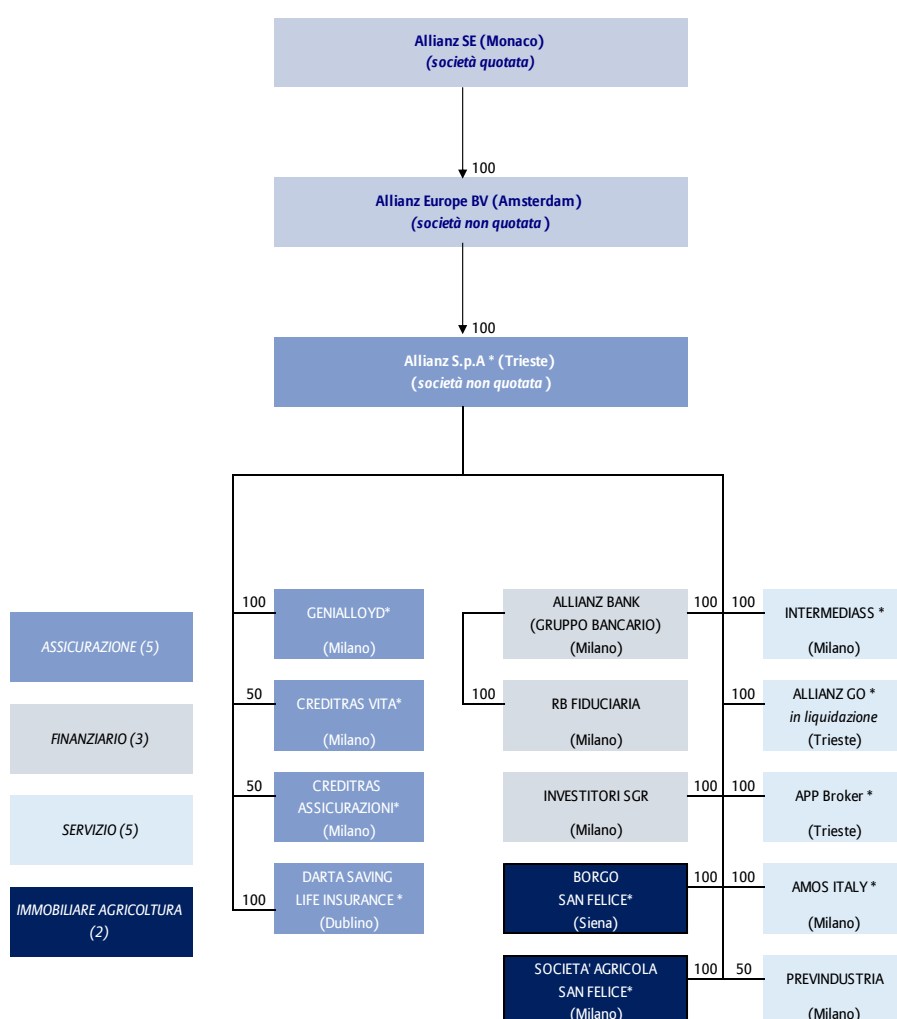 Allianz SE (Monaco)
(società quotata)
100
Allianz Europe BV (Amsterdam)
(società non quotata )
100
Allianz S.p.A * (Trieste)
(società non quotata )
ASSICURAZIONE (5)
FINANZIARIO (3)
SERVIZIO (5)
IMMOBILIARE AGRICOLTURA
(2)
100
GENIALLOYD*
(Milano)
50
CREDITRAS VITA*
(Milano)
50
CREDITRAS
ASSICURAZIONI*
(Milano)
100
DARTA SAVING
LIFE INSURANCE *
(Dublino)
ALLIANZ BANK
(GRUPPO BANCARIO)
(Milano)
100
100
RB FIDUCIARIA
(Milano)
INVESTITORI SGR
(Milano)
100
BORGO
SAN FELICE*
(Siena)
100
SOCIETA' AGRICOLA
SAN FELICE*
(Milano)
100
100
INTERMEDIASS *
(Milano)
100
ALLIANZ GO *
in liquidazione
(Trieste)
100
APP Broker *
(Trieste)
100
AMOS ITALY *
(Milano)
50
PREVINDUSTRIA
(Milano)